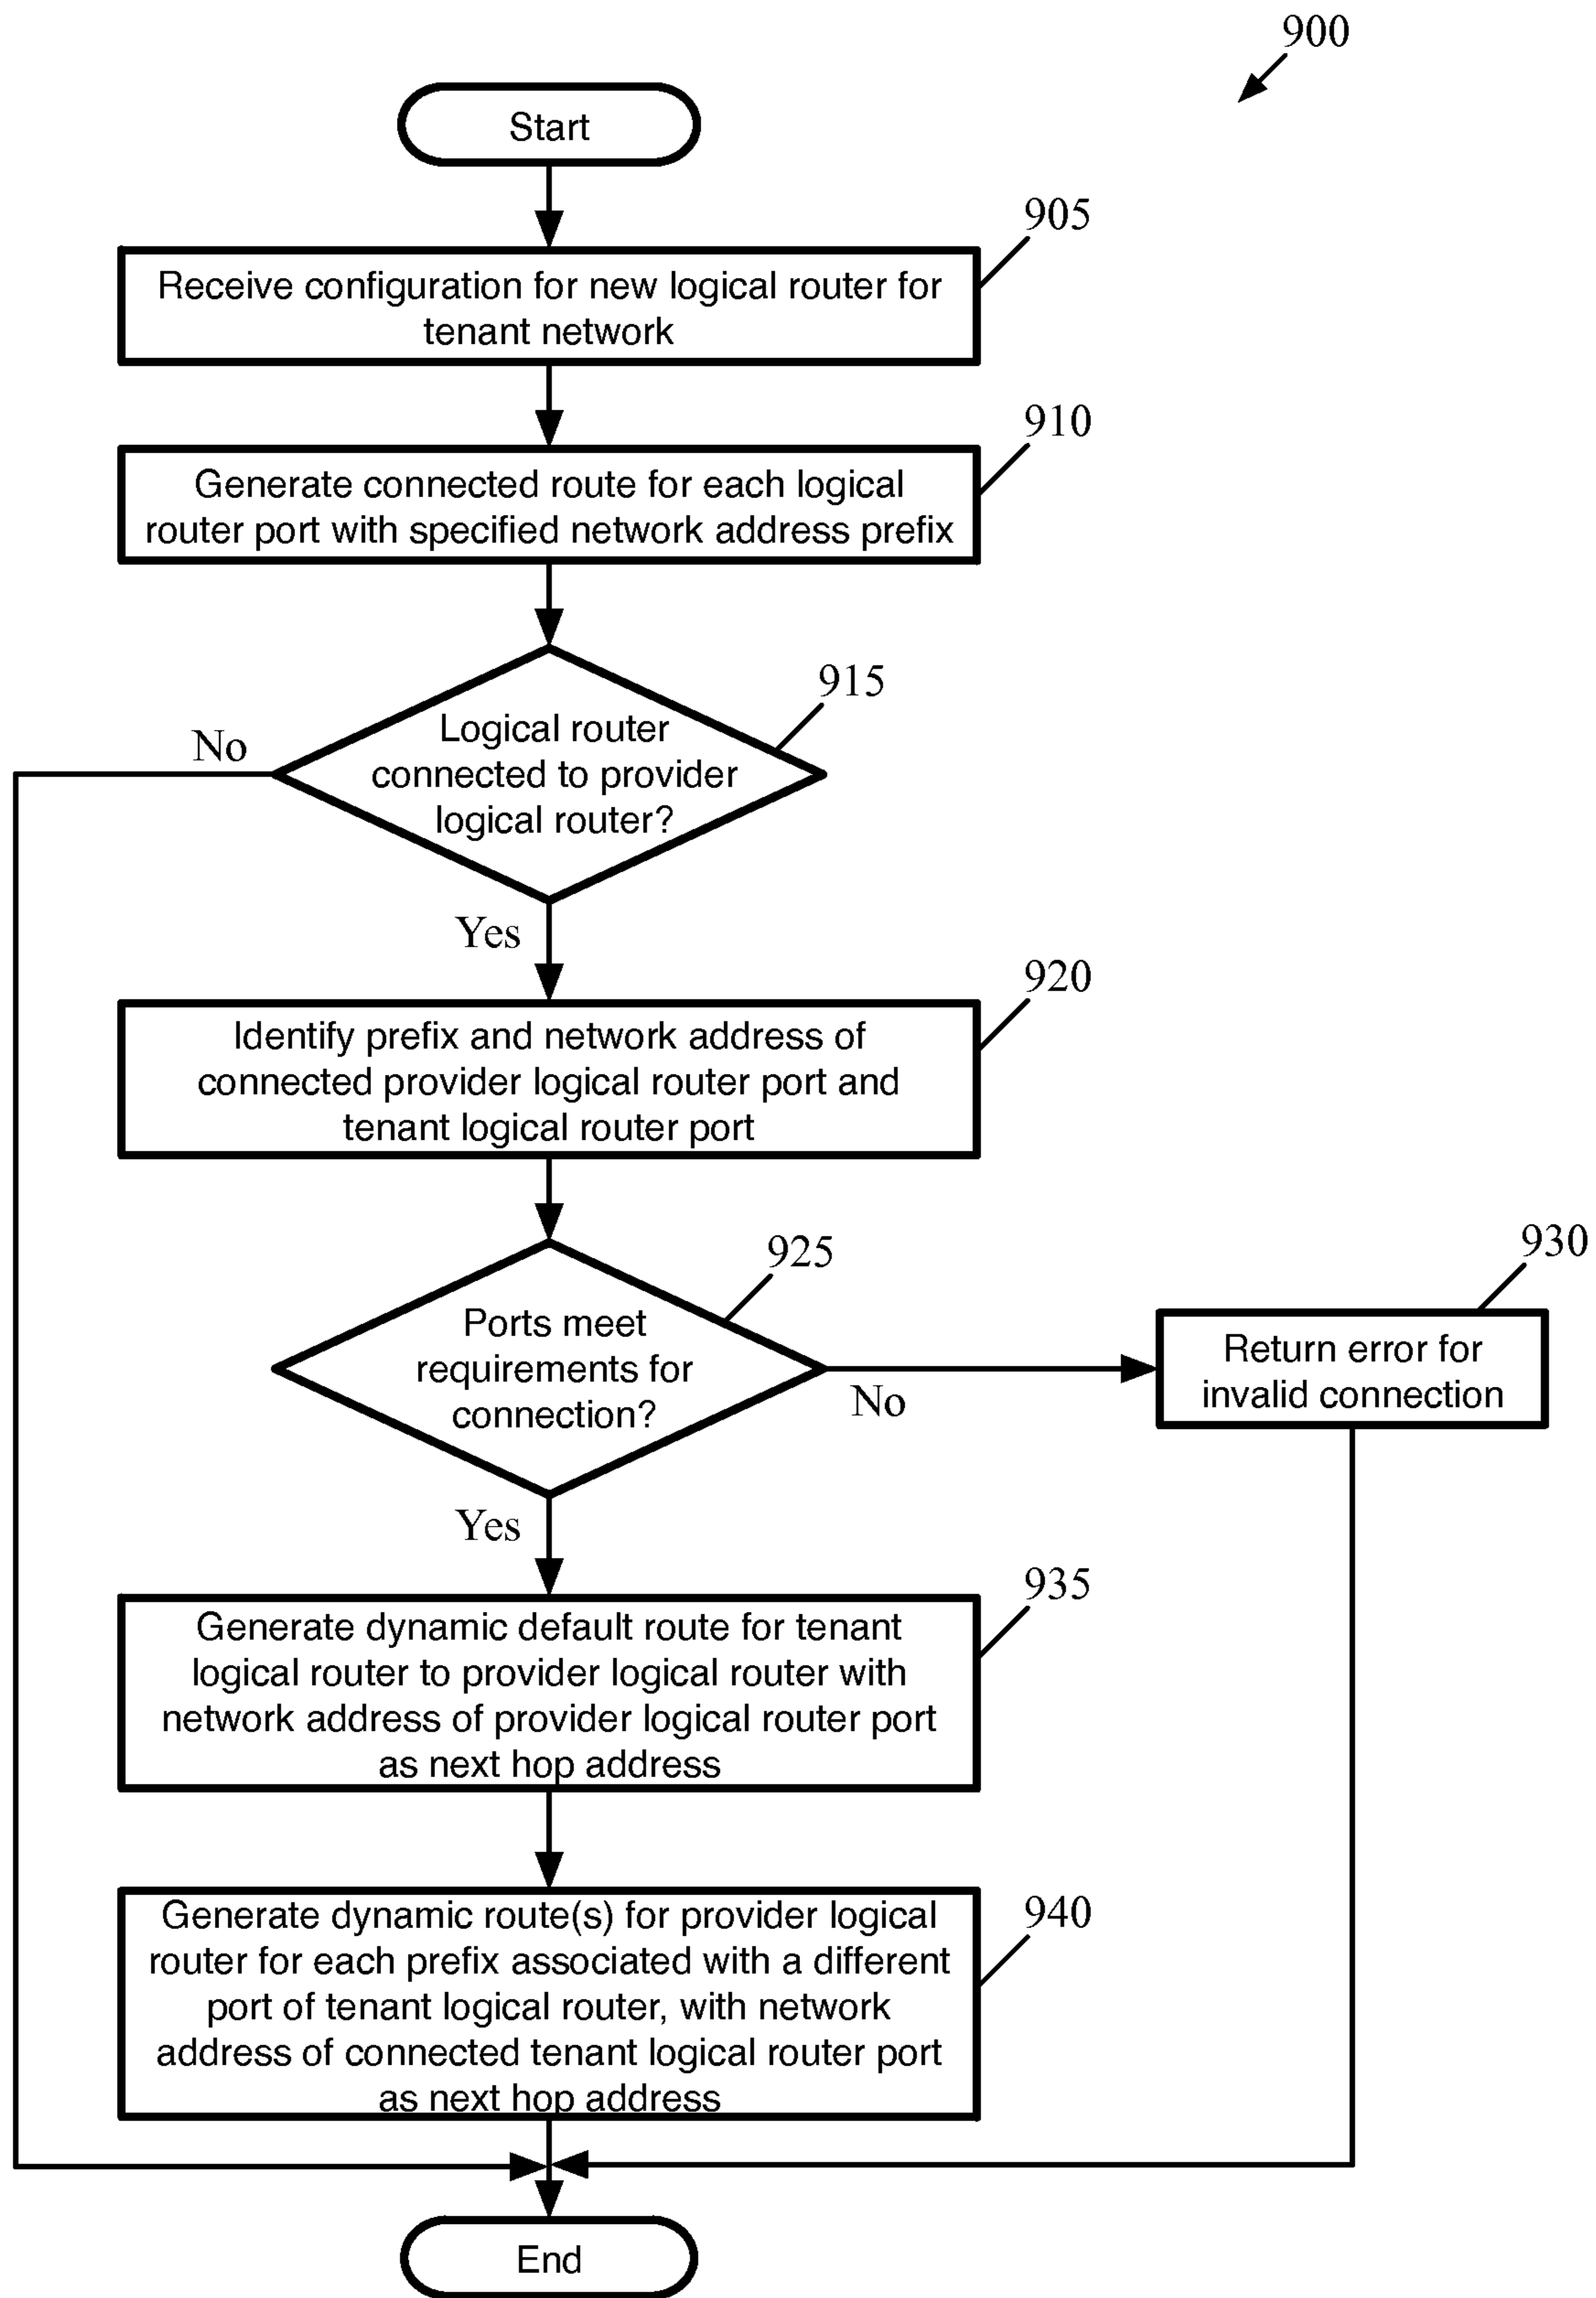 900
Start
905
Receive configuration for new logical router for
tenant network
910
Generate connected route for each logical
router port with specified network address prefix
915
No
Logical router
connected to provider
logical router?
Yes
920
Identify prefix and network address of
connected provider logical router port and
tenant logical router port
925
930
Ports meet
requirements for
connection?
No
Return error for
invalid connection
Yes
935
Generate dynamic default route for tenant
logical router to provider logical router with
network address of provider logical router port
as next hop address
940
Generate dynamic route(s) for provider logical
router for each prefix associated with a different
port of tenant logical router, with network
address of connected tenant logical router port
as next hop address
End